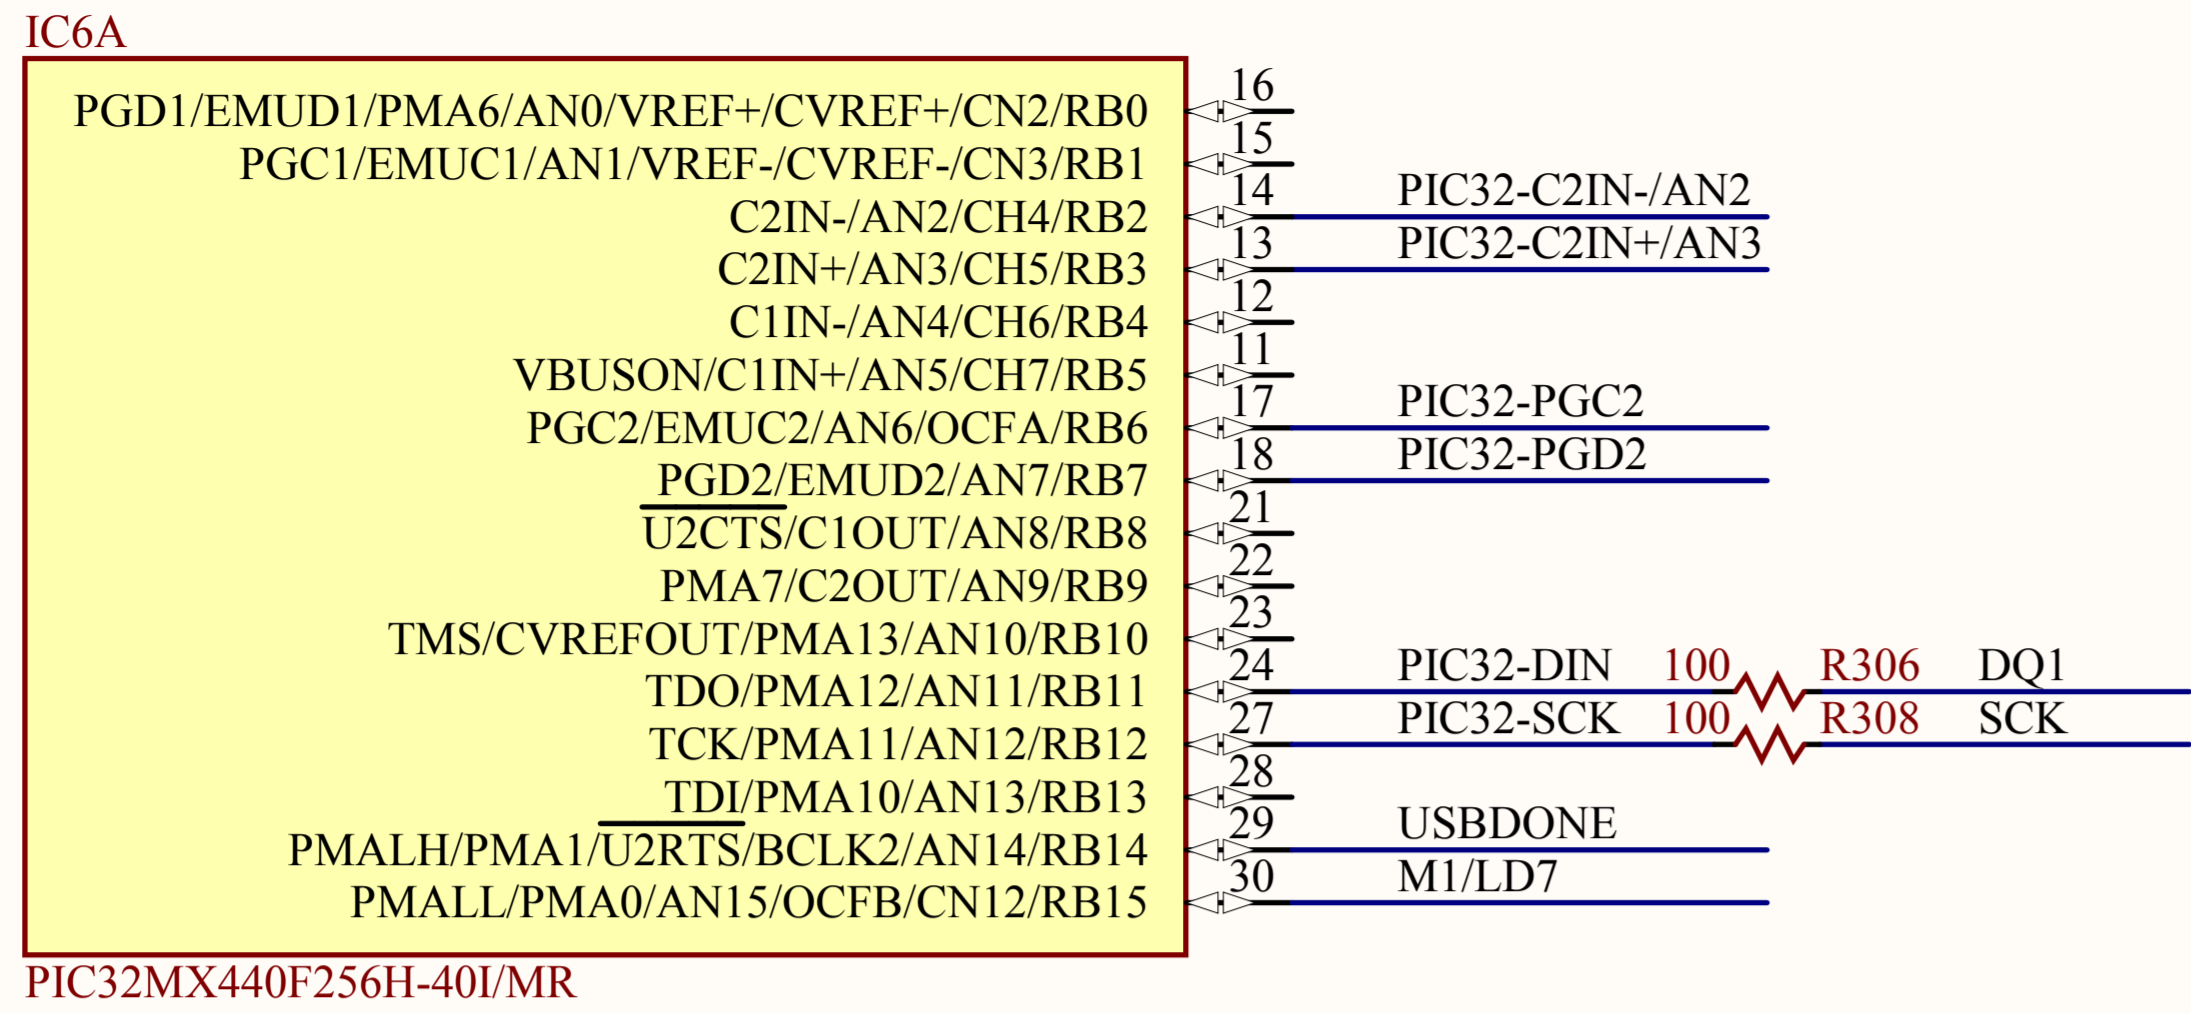 IC6A
PGD1/EMUD1/PMA6/AN0/VREF+/CVREF+/CN2/RB0 16
PGC1/EMUC1/AN1/VREF-/CVREF-/CN3/RB1 15
C2IN-/AN2/CH4/RB2 14 PIC32-C2IN-/AN2
C2IN+/AN3/CH5/RB3 13 PIC32-C2IN+/AN3
C1IN-/AN4/CH6/RB4 12
VBUSON/C1IN+/AN5/CH7/RB5 11
PGC2/EMUC2/AN6/OCFA/RB6 17 PIC32-PGC2
PGD2/EMUD2/AN7/RB7 18 PIC32-PGD2
U2CTS/C1OUT/AN8/RB8 21
PMA7/C2OUT/AN9/RB9 22
TMS/CVREFOUT/PMA13/AN10/RB10 23
TDO/PMA12/AN11/RB11 24 PIC32-DIN 100 R306 DQ1
TCK/PMA11/AN12/RB12 27 PIC32-SCK 100 R308 SCK
TDI/PMA10/AN13/RB13 28
PMALH/PMA1/U2RTS/BCLK2/AN14/RB14 29 USBDONE
PMALL/PMA0/AN15/OCFB/CN12/RB15 30 M1/LD7
PIC32MX440F256H-40I/MR